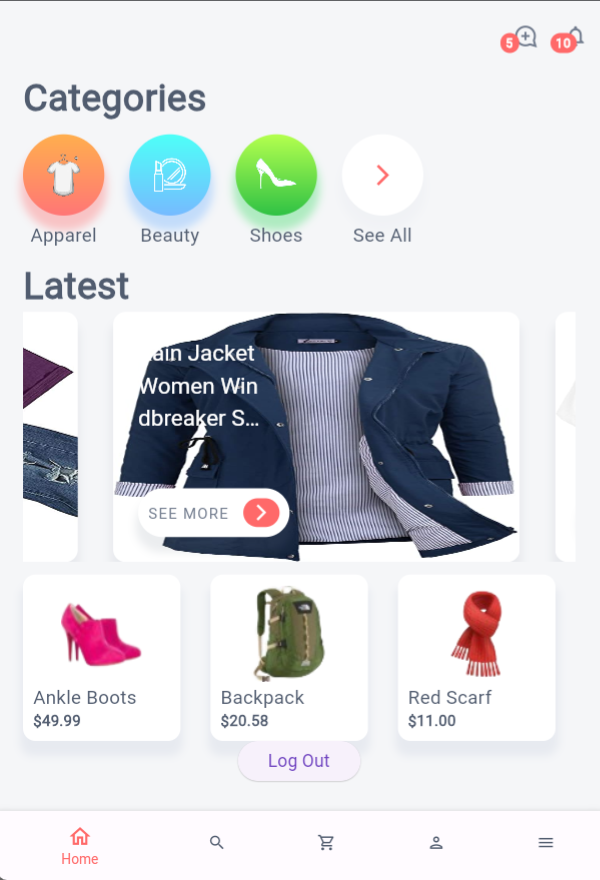 5
10
Categories
Apparel
Beauty
Shoes
See All
Latest
ain Jacket
Women Win
dbreaker S...
SEE MORE
Ankle Boots
$49.99
Backpack
$20.58
Red Scarf
$11.00
Log Out
Home